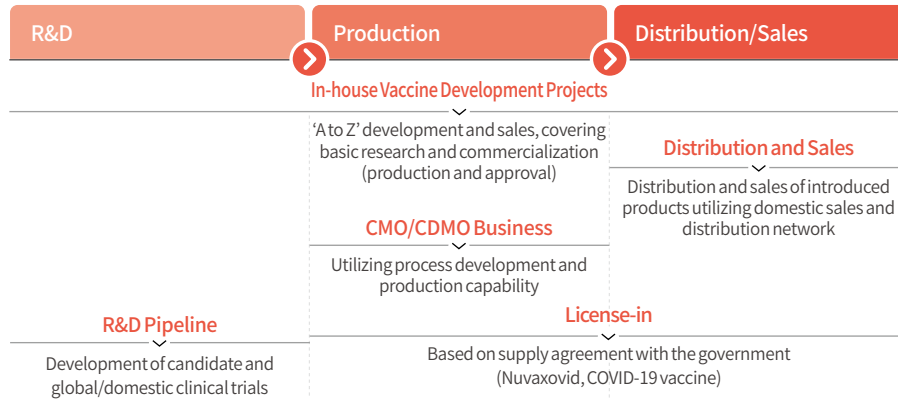 R&D
Production
Distribution/Sales
In-house Vaccine Development Projects
‘A to Z’ development and sales, covering
basic research and commercialization
(production and approval)
Distribution and Sales
Distribution and sales of introduced
products utilizing domestic sales and
distribution network
CMO/CDMO Business
Utilizing process development and
production capability
R&D Pipeline
Development of candidate and
global/domestic clinical trials
License-in
Based on supply agreement with the government
(Nuvaxovid, COVID-19 vaccine)